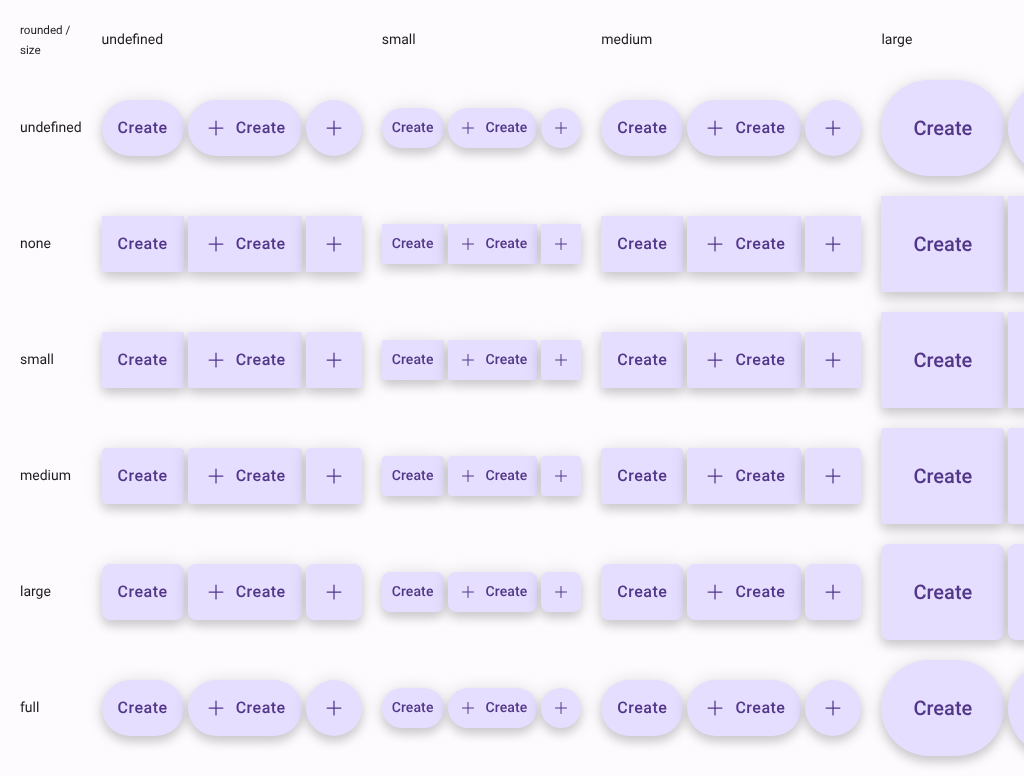 rounded /
size
undefined small medium large
undefined Create + Create + Create + Create + Create + Create + Create
none Create + Create + Create + Create + Create + Create + Create
small Create + Create + Create + Create + Create + Create + Create
medium Create + Create + Create + Create + Create + Create + Create
large Create + Create + Create + Create + Create + Create + Create
full Create + Create + Create + Create + Create + Create + Create